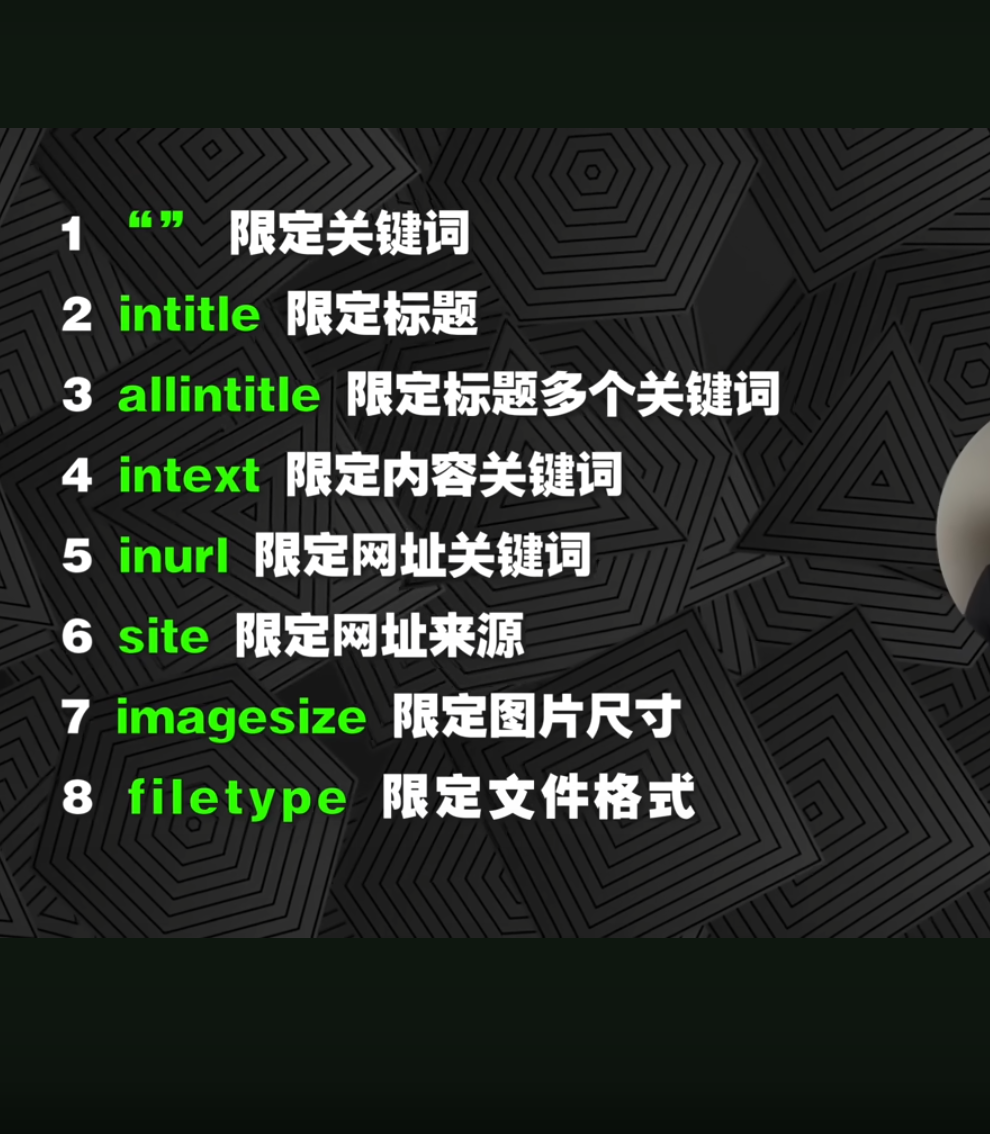 1 “” 限定关键词
2 intitle 限定标题
3 allintitle 限定标题多个关键词
4 intext 限定内容关键词
5 inurl 限定网址关键词
6 site 限定网址来源
7 imagesize 限定图片尺寸
8 filetype 限定文件格式